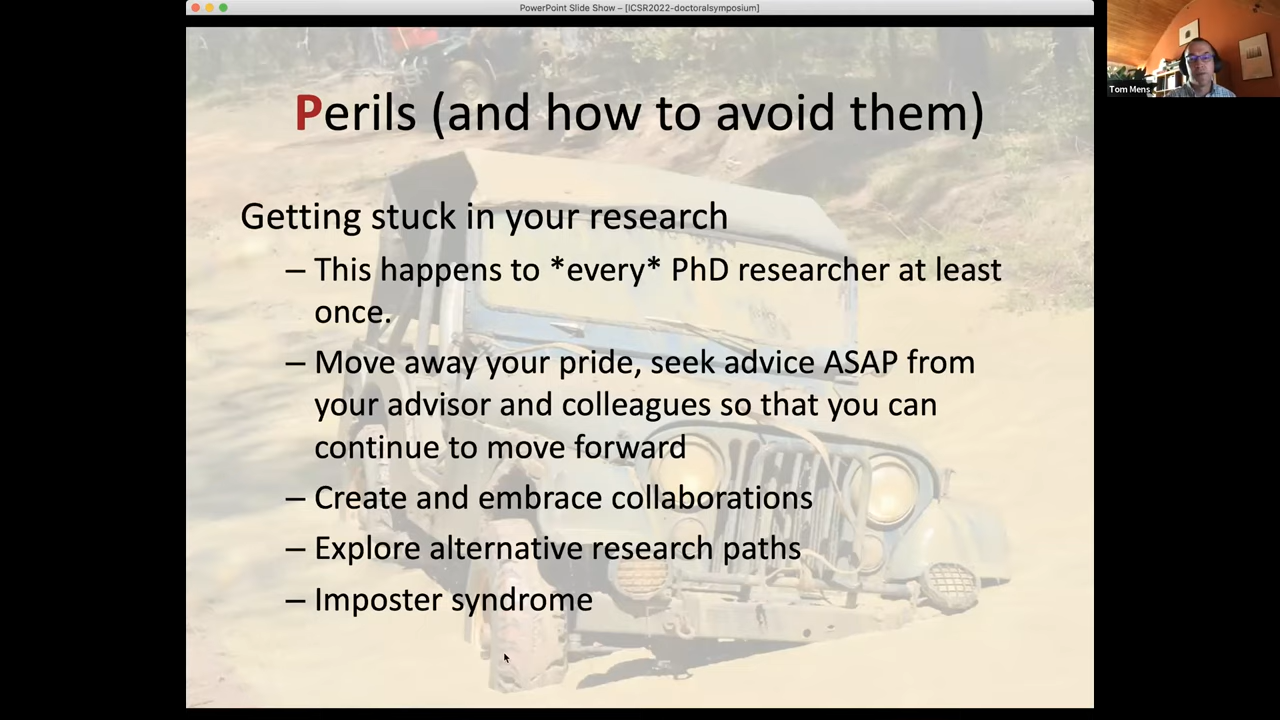 PowerPoint Slide Show – [ICSR2022-doctoralsymposium]
Tom Mens
Perils (and how to avoid them)
Getting stuck in your research
– This happens to *every* PhD researcher at least
once.
– Move away your pride, seek advice ASAP from
your advisor and colleagues so that you can
continue to move forward
– Create and embrace collaborations
– Explore alternative research paths
– Imposter syndrome